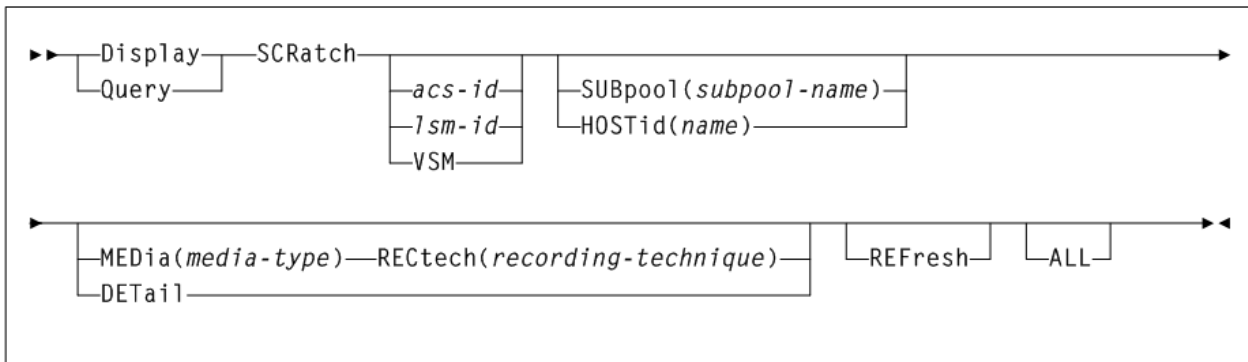 Display SCRatch
Query
acs-id SUBpool(subpool-name)
lsm-id HOSTid(name)
VSM
MEDia(media-type) RECtech(recording-technique) REFresh ALL
DETail